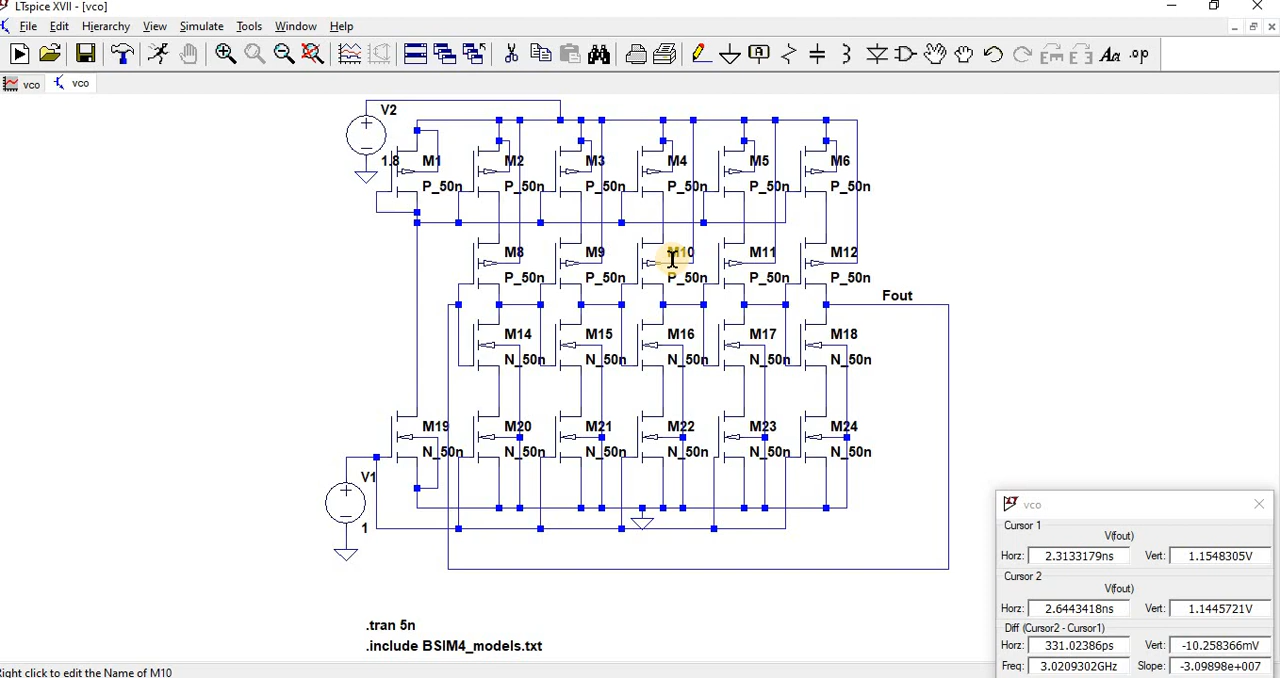 LTspice XVII - [vco]
File Edit Hierarchy View Simulate Tools Window Help
Aa .op
vco vco
V2
1.8 M1 M2 M3 M4 M5 M6
P_50n P_50n P_50n P_50n P_50n P_50n
M8 M9 M10 M11 M12
P_50n P_50n P_50n P_50n P_50n
Fout
M14 M15 M16 M17 M18
N_50n N_50n N_50n N_50n N_50n
M19 M20 M21 M22 M23 M24
N_50n N_50n N_50n N_50n N_50n N_50n
V1
1
.tran 5n
.include BSIM4_models.txt
vco
Cursor 1
V(fout)
Horz: 2.3133179ns Vert: 1.1548305V
Cursor 2
V(fout)
Horz: 2.6443418ns Vert: 1.1445721V
Diff (Cursor2 - Cursor1)
Horz: 331.02386ps Vert: -10.258366mV
Freq: 3.0209302GHz Slope: -3.09898e+007
Right click to edit the Name of M10